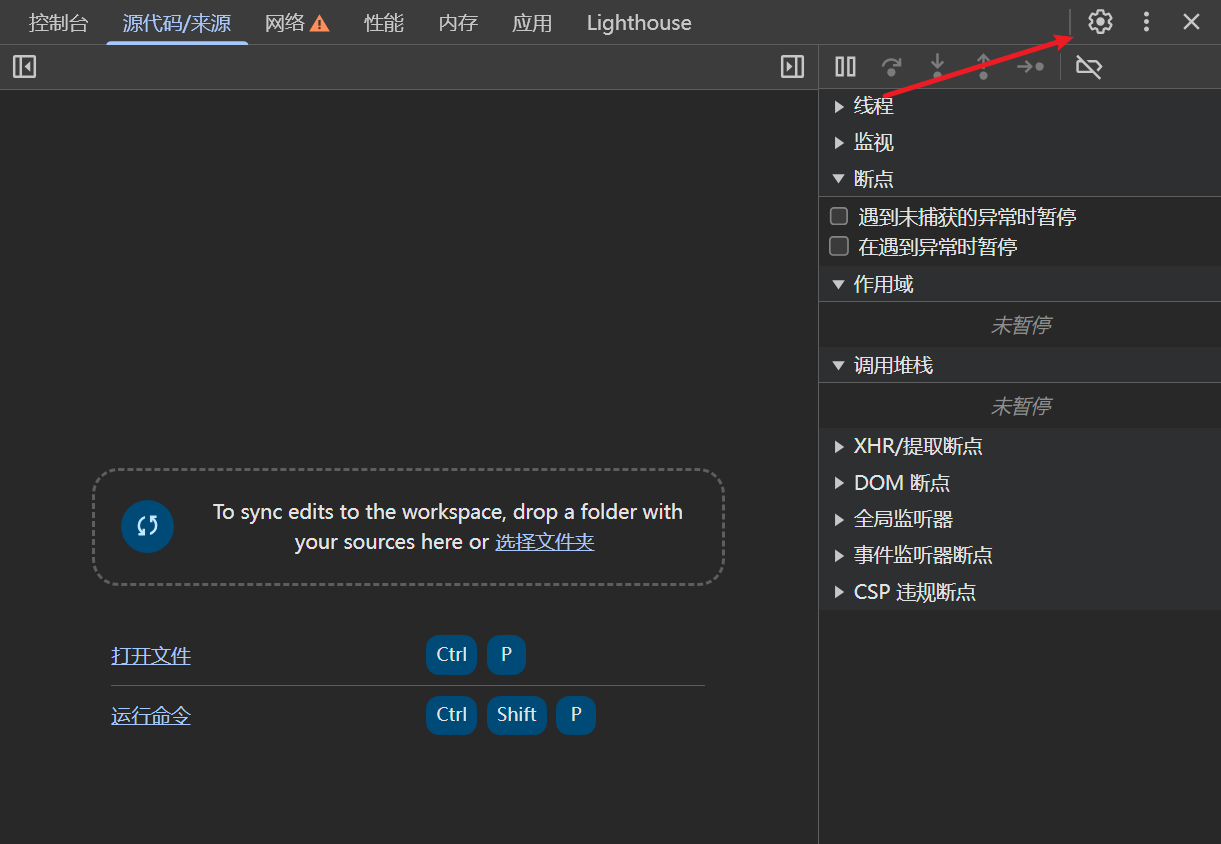 控制台 源代码/来源 网络 性能 内存 应用 Lighthouse
线程
监视
断点
遇到未捕获的异常时暂停
在遇到异常时暂停
作用域
未暂停
调用堆栈
未暂停
XHR/提取断点
DOM 断点
全局监听器
事件监听器断点
CSP 违规断点
To sync edits to the workspace, drop a folder with
your sources here or 选择文件夹
打开文件 Ctrl P
运行命令 Ctrl Shift P